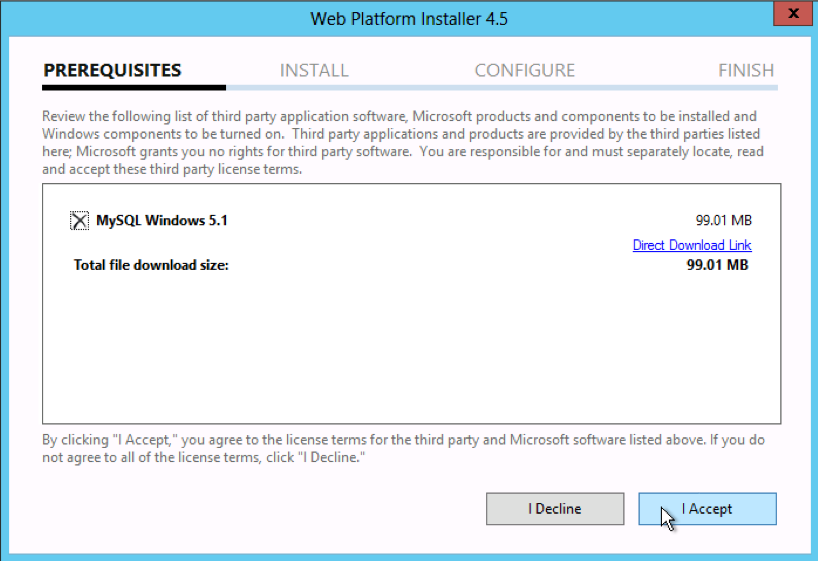 Web Platform Installer 4.5
x
PREREQUISITES INSTALL CONFIGURE FINISH
Review the following list of third party application software, Microsoft products and components to be installed and
Windows components to be turned on.  Third party applications and products are provided by the third parties listed
here; Microsoft grants you no rights for third party software.  You are responsible for and must separately locate, read
and accept these third party license terms.
MySQL Windows 5.1 99.01 MB
Direct Download Link
Total file download size: 99.01 MB
By clicking "I Accept," you agree to the license terms for the third party and Microsoft software listed above. If you do
not agree to all of the license terms, click "I Decline."
I Decline I Accept